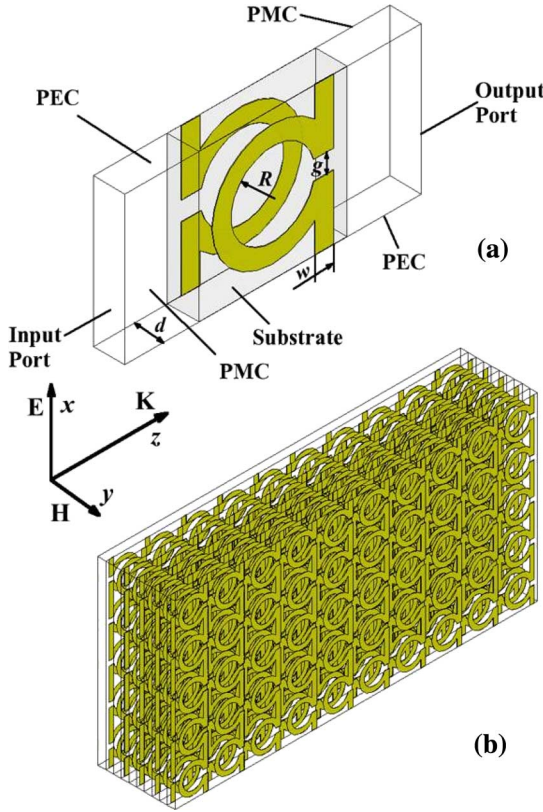 PMC
PEC
Output
Port
R
g
(a)
PEC
w
Input
Port
d
Substrate
PMC
E
x
K
z
H
y
(b)